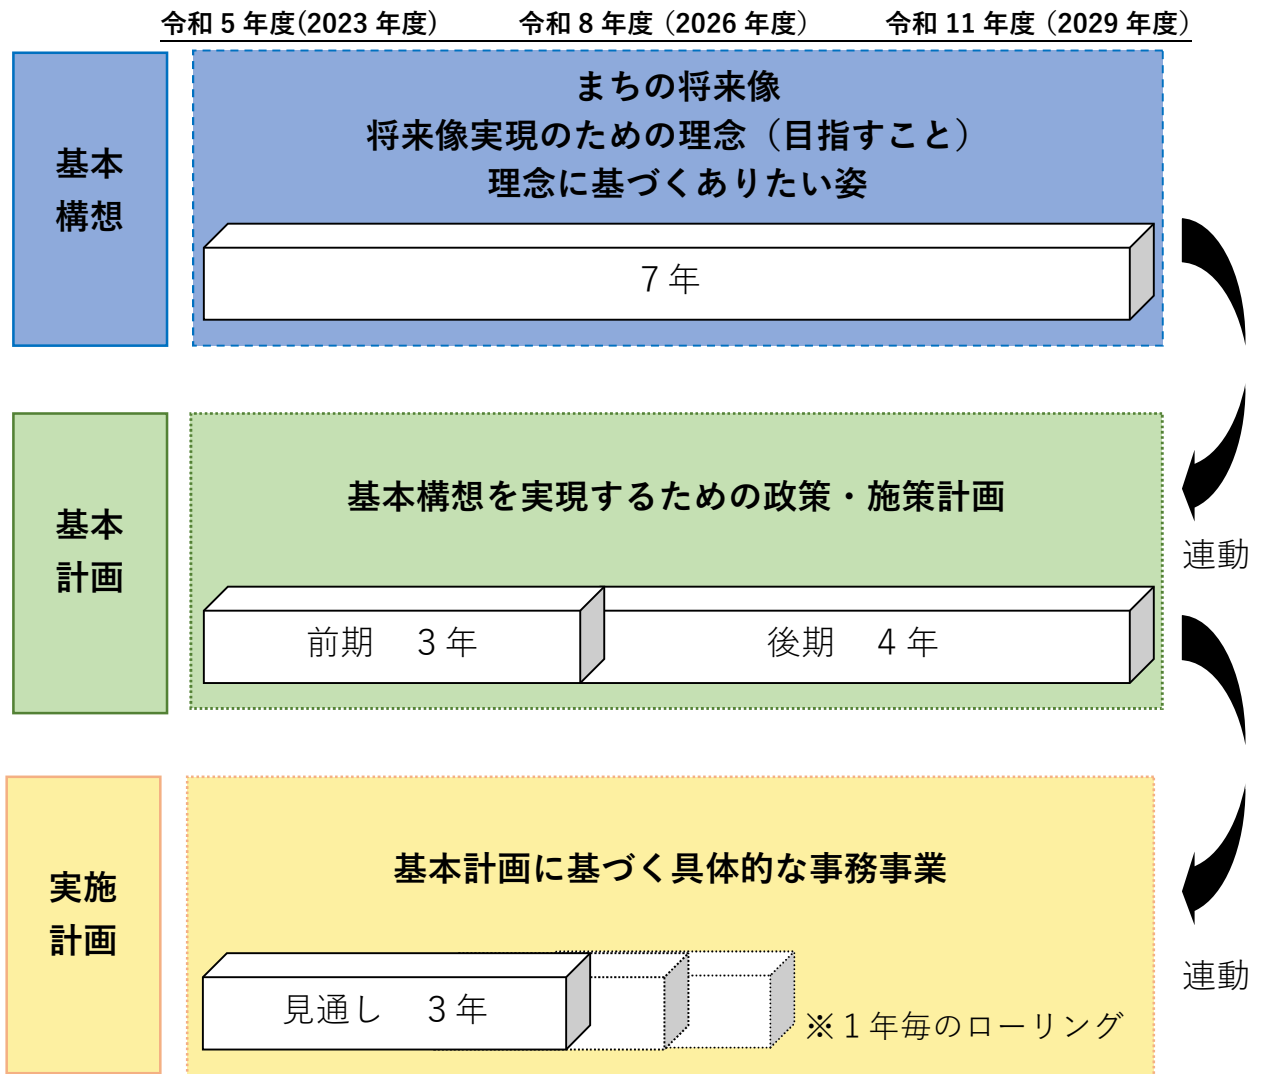 令和５年度(2023 年度)　令和８年度（2026 年度）　令和 11 年度（2029 年度）
基本
構想
まちの将来像
将来像実現のための理念（目指すこと）
理念に基づくありたい姿
７年
基本
計画
基本構想を実現するための政策・施策計画
前期　３年
後期　４年
連動
実施
計画
基本計画に基づく具体的な事務事業
見通し　３年
※１年毎のローリング
連動